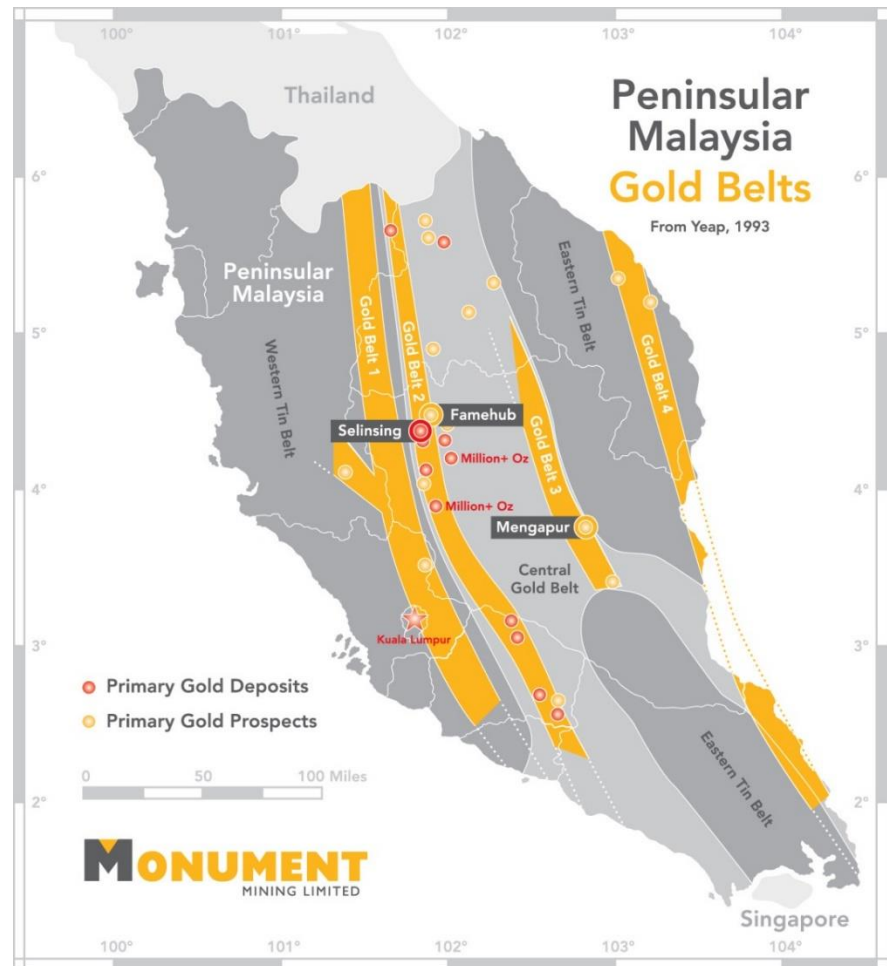 100°
101°
102°
103°
104°
Thailand
Peninsular
Malaysia
Gold Belts
From Yeap, 1993
6°
6°
Peninsular
Malaysia
Eastern Tin Belt
Gold Belt 1
Gold Belt 2
Gold Belt 4
5°
5°
Western Tin Belt
Famehub
Selinsing
Gold Belt 3
Million+ Oz
4°
4°
Million+ Oz
Mengapur
Central
Gold Belt
3°
3°
Kuala Lumpur
Primary Gold Deposits
Primary Gold Prospects
0 50 100 Miles
Eastern Tin Belt
2°
2°
MONUMENT
MINING LIMITED
Singapore
100°
101°
102°
103°
104°